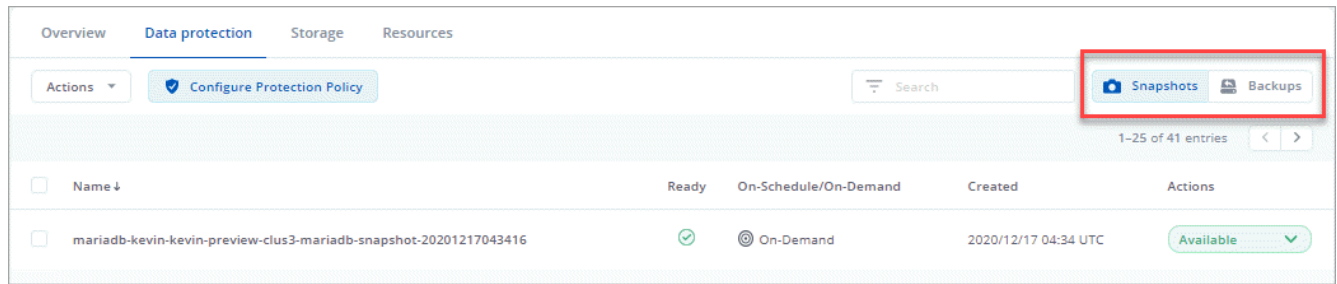 Overview Data protection Storage Resources
Actions Configure Protection Policy Search Snapshots Backups
1–25 of 41 entries
Name Ready On-Schedule/On-Demand Created Actions
mariadb-kevin-kevin-preview-clus3-mariadb-snapshot-20201217043416 On-Demand 2020/12/17 04:34 UTC Available